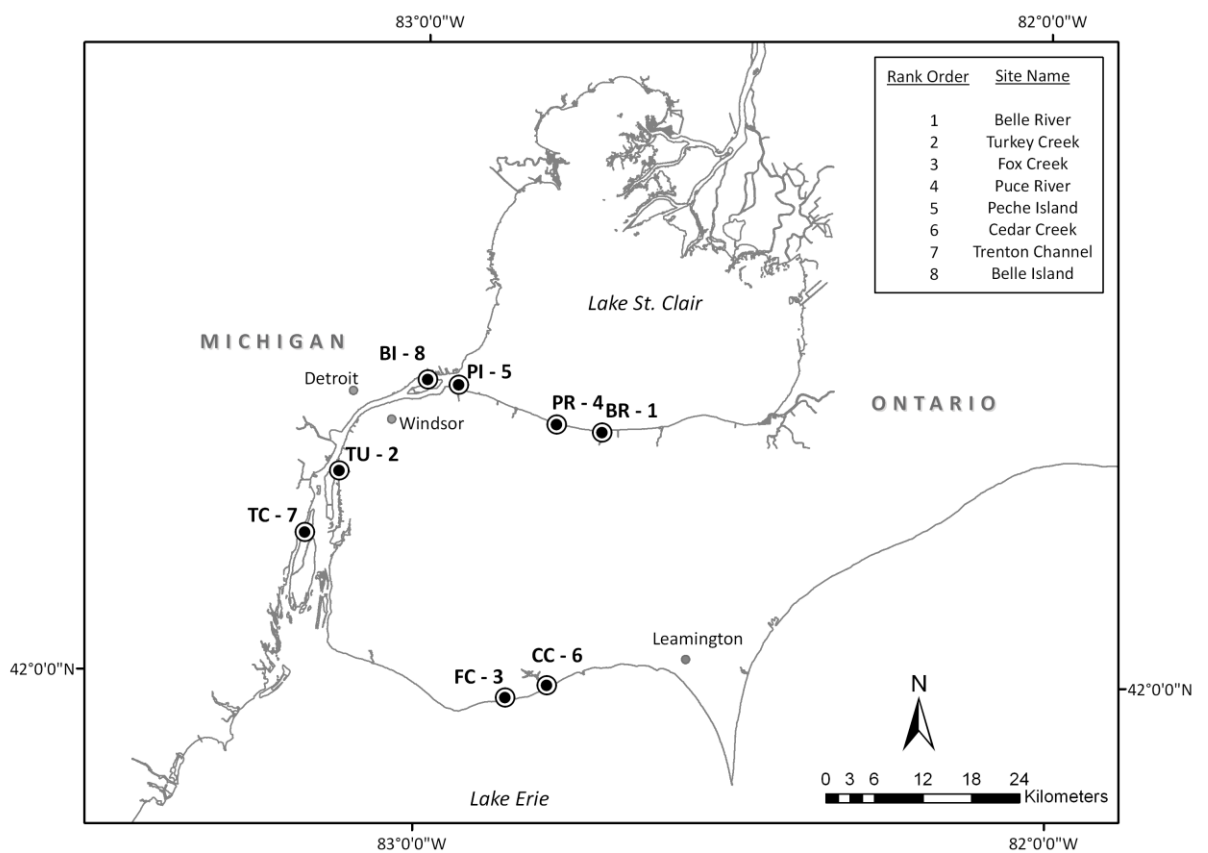 83°0'0"W
82°0'0"W
Rank Order Site Name
1 Belle River
2 Turkey Creek
3 Fox Creek
4 Puce River
5 Peche Island
6 Cedar Creek
7 Trenton Channel
8 Belle Island
Lake St. Clair
MICHIGAN
BI - 8
PI - 5
Detroit
ONTARIO
PR - 4
BR - 1
Windsor
TU - 2
TC - 7
Leamington
42°0'0"N
CC - 6
FC - 3
42°0'0"N
N
0 3 6 12 18 24
Kilometers
Lake Erie
83°0'0"W
82°0'0"W